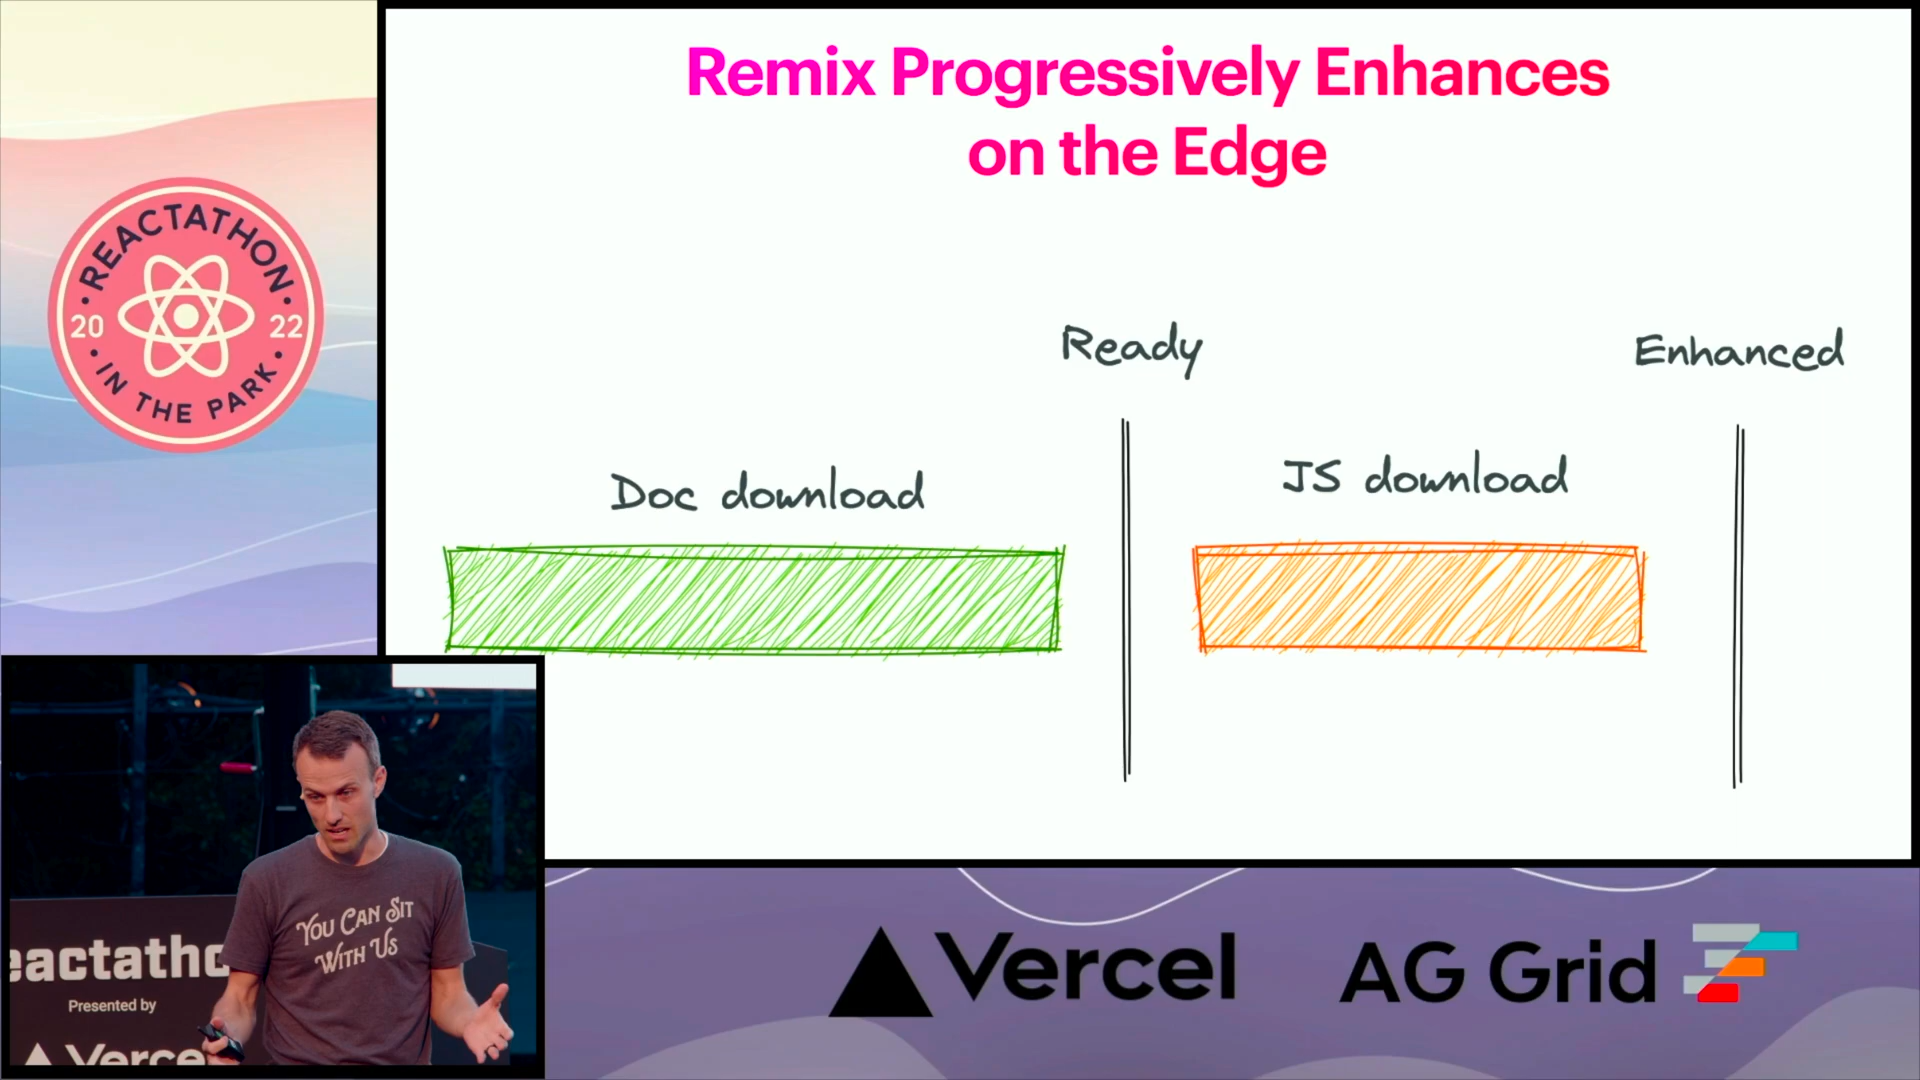 Remix Progressively Enhances
on the Edge
REACTATHON
20 22
IN THE PARK
Ready
Enhanced
Doc download
JS download
YOU CAN SIT
WITH US
eactatho
Presented by
Verce
Vercel
AG Grid